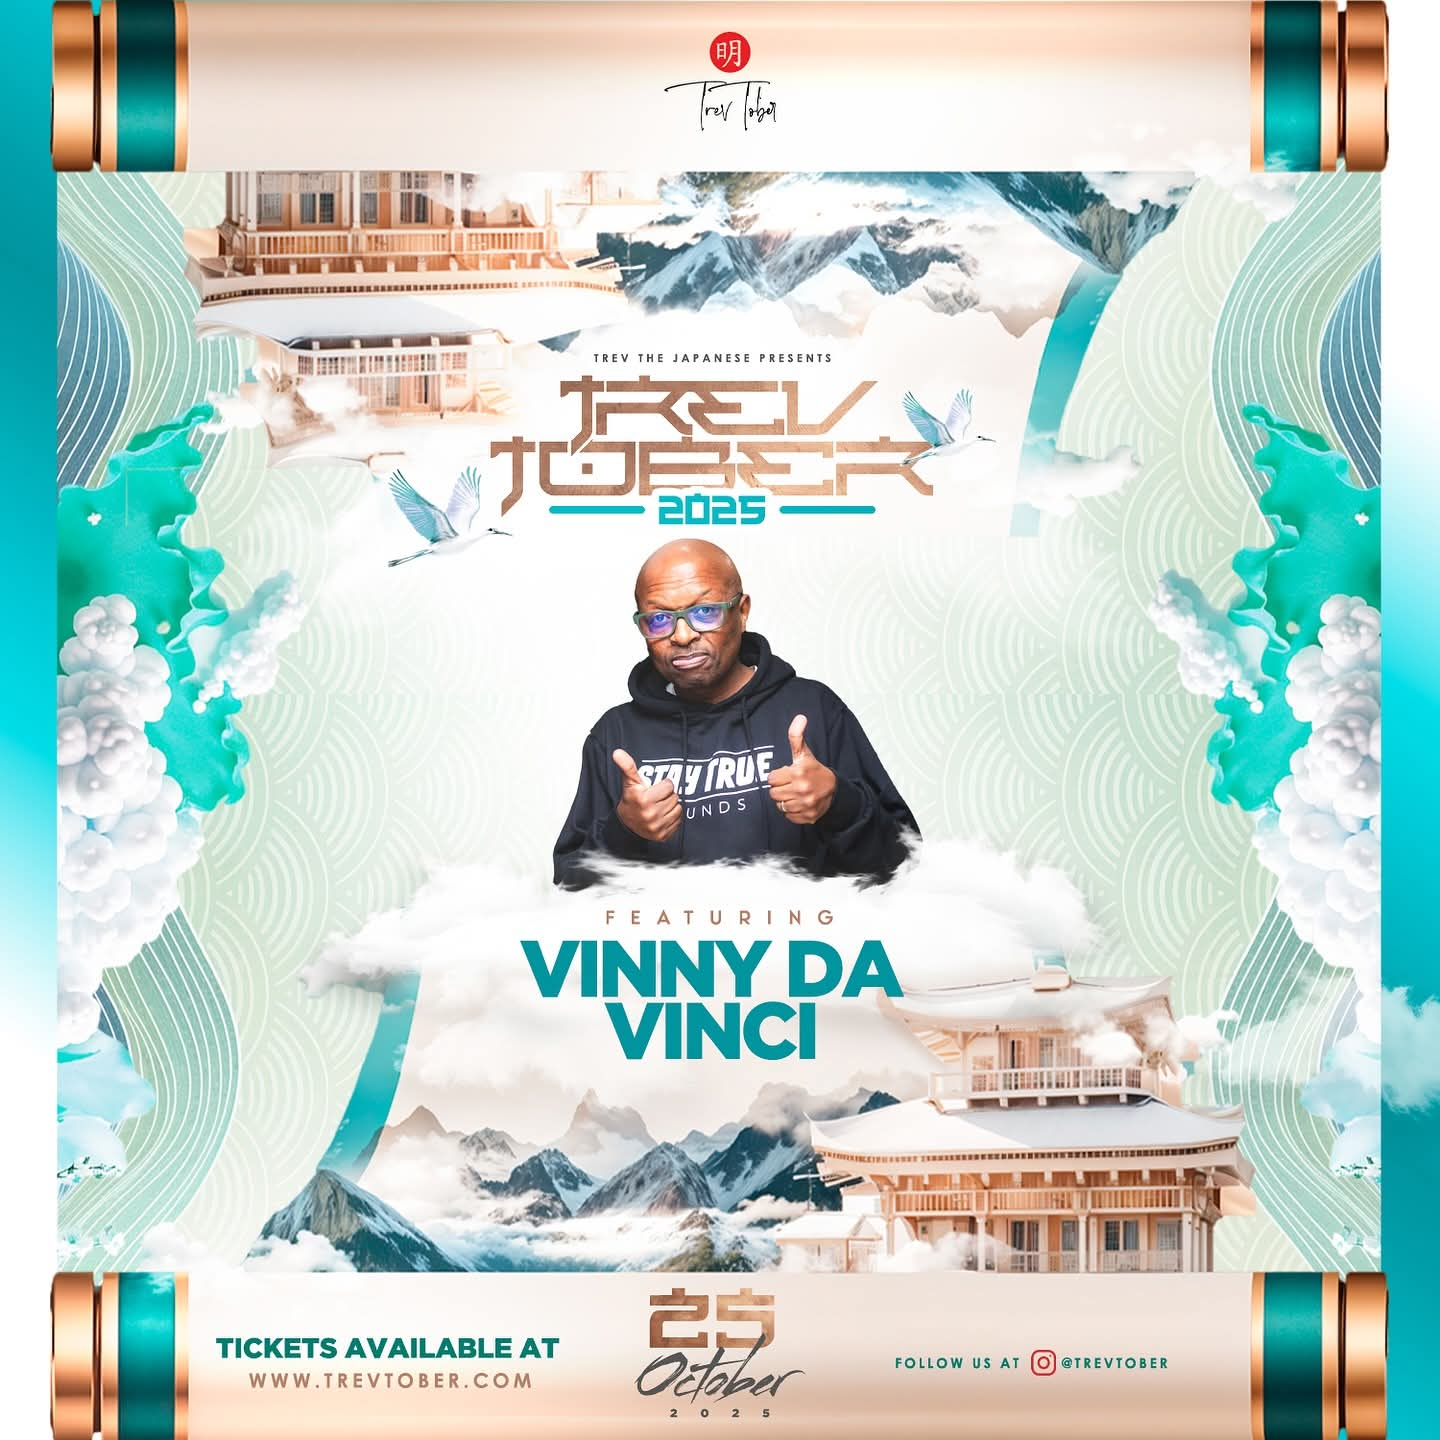 明
Trev Tober
TREV THE JAPANESE PRESENTS
TREV
TOBER
2025
STAY TRUE
UNDS
FEATURING
VINNY DA
VINCI
TICKETS AVAILABLE AT
WWW.TREVTOBER.COM
25
October
2025
FOLLOW US AT @TREVTOBER